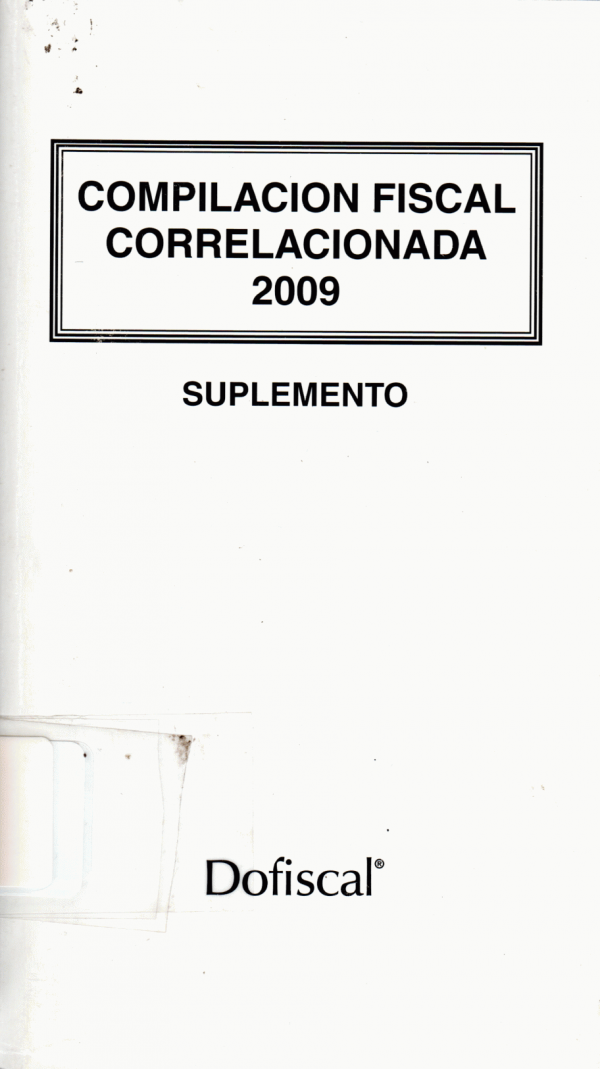 COMPILACION FISCAL
CORRELACIONADA
2009
SUPLEMENTO
Dofiscal®